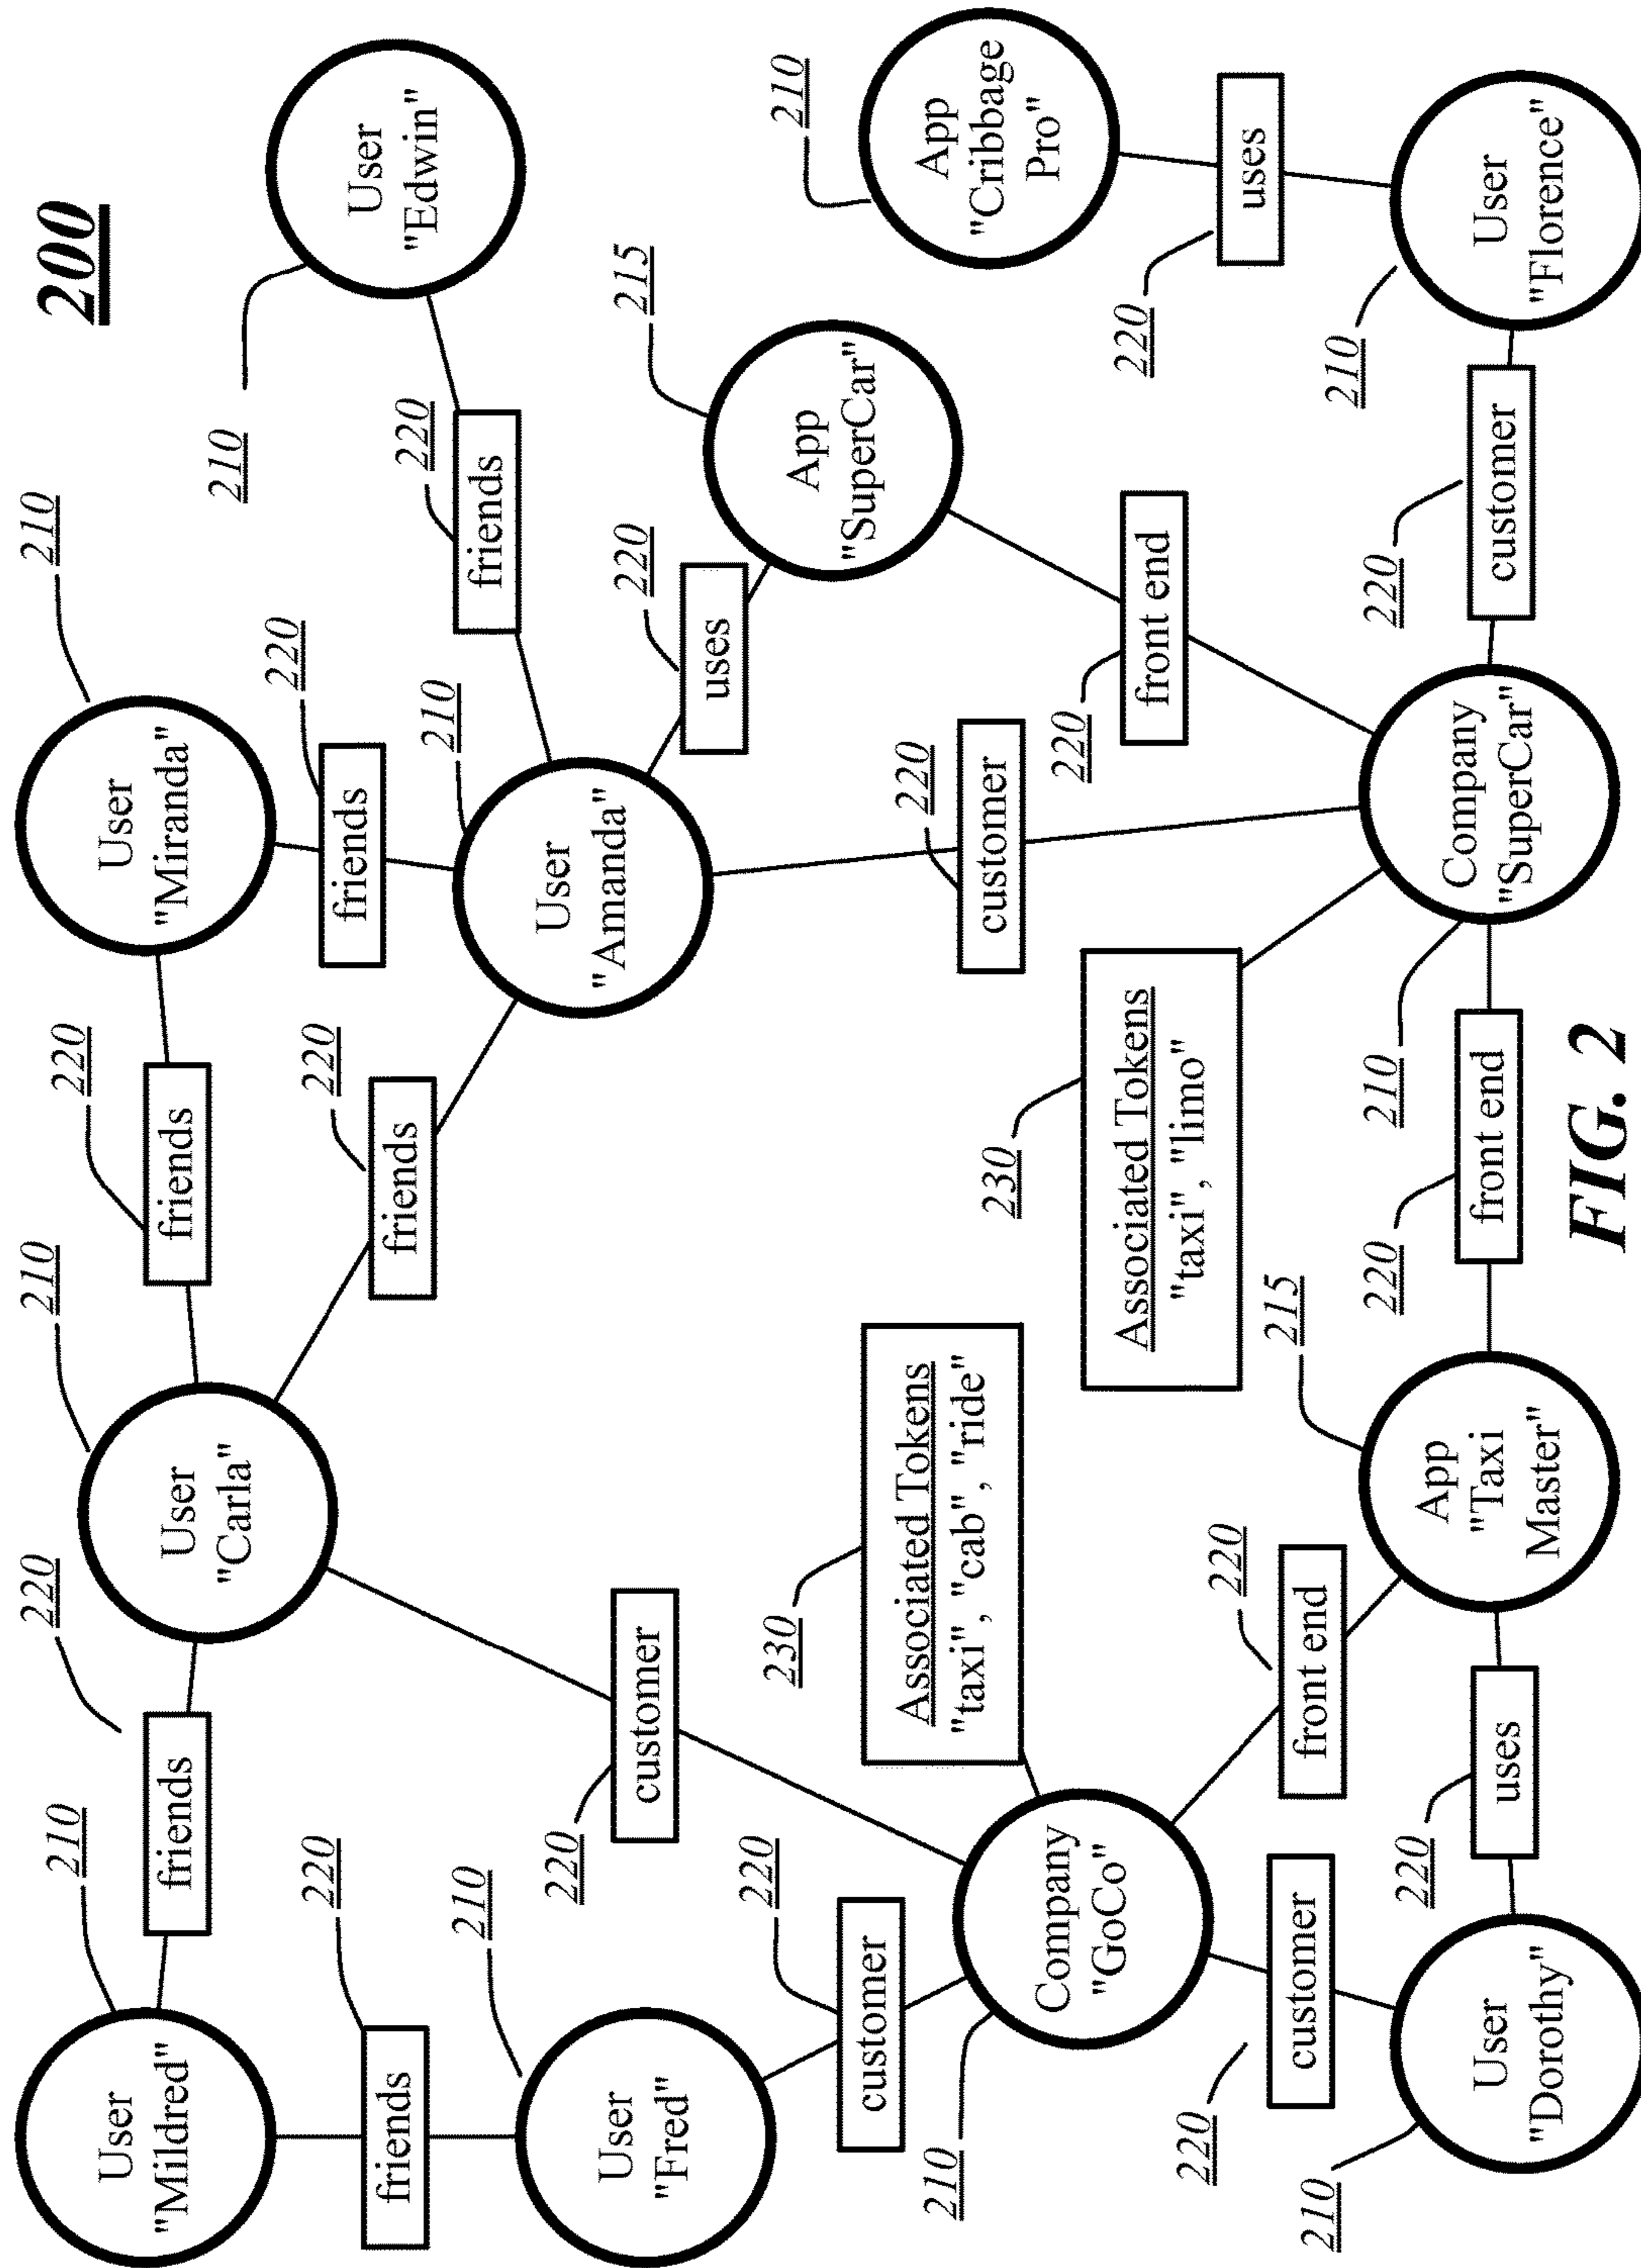 200
210
User
"Mildred"
220
friends
210
User
"Carla"
220
friends
210
User
"Miranda"
210
User
"Edwin"
220
friends
220
friends
220
friends
220
friends
210
User
"Fred"
210
User
"Amanda"
220
customer
220
uses
215
App
"SuperCar"
210
App
"Cribbage
Pro"
220
customer
230
Associated Tokens
"taxi", "cab", "ride"
220
customer
210
Company
"GoCo"
230
Associated Tokens
"taxi", "limo"
220
front end
220
uses
220
customer
220
front end
210
User
"Dorothy"
220
uses
215
App
"Taxi
Master"
220
front end
210
Company
"SuperCar"
220
customer
210
User
"Florence"
FIG. 2